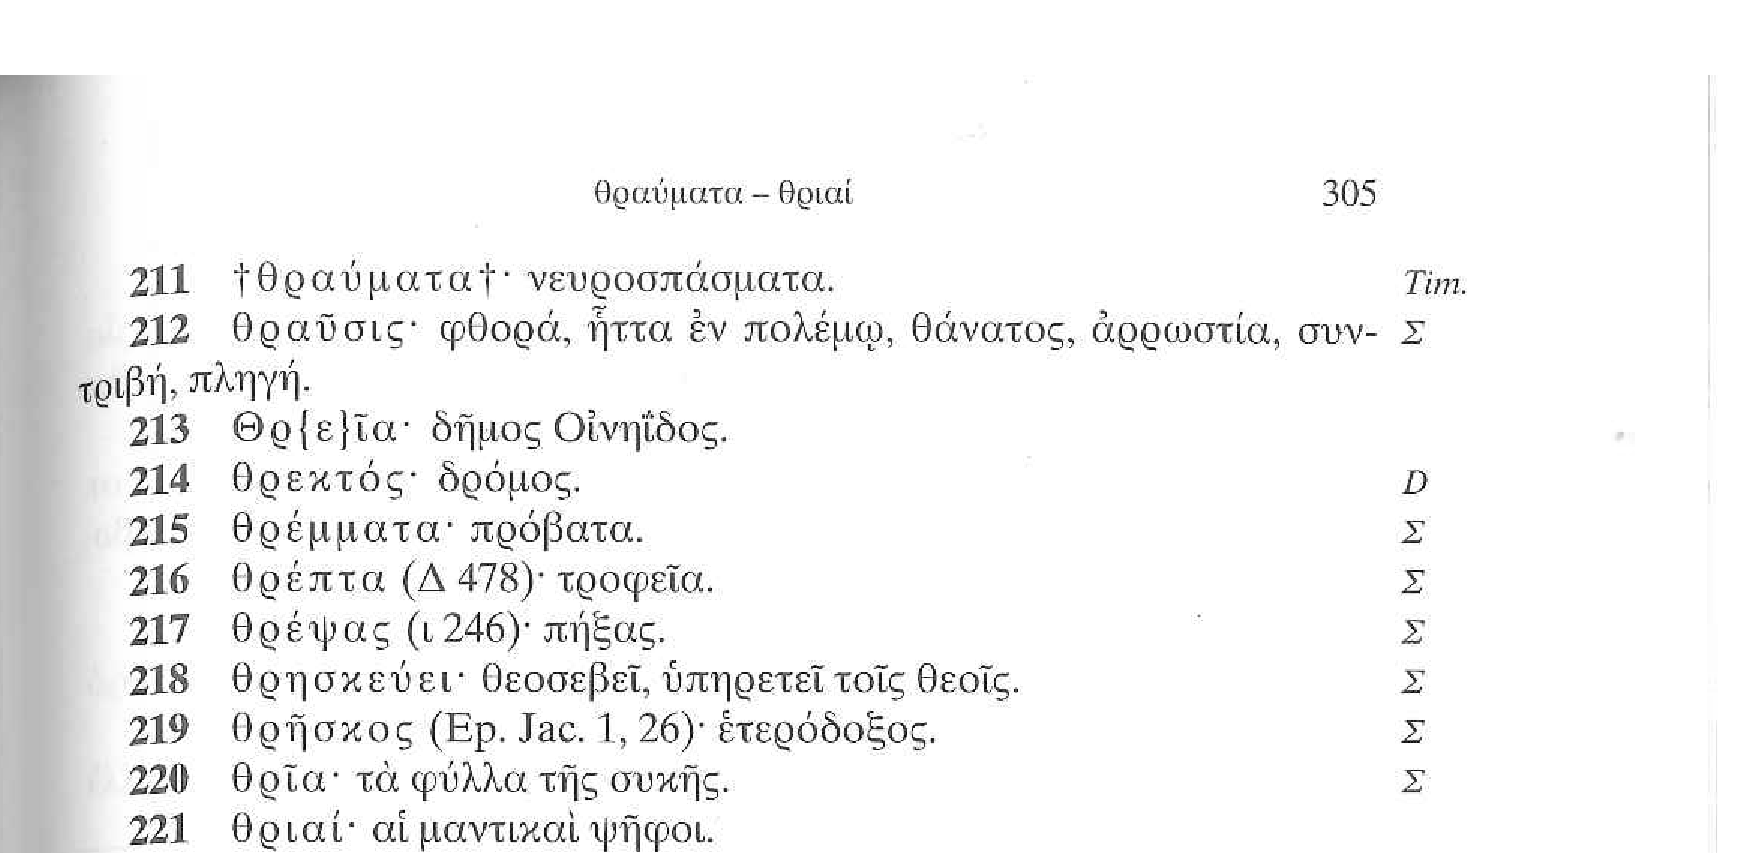 θραύματα – θριαί 305
211 †θραύματα†· νευροσπάσματα. Tim.
212 θραῦσις· φθορά, ἧττα ἐν πολέμῳ, θάνατος, ἀρρωστία, συν- Σ
τριβή, πληγή.
213 Θρ{ε}ῖα· δῆμος Οἰνηΐδος.
214 θρεκτός· δρόμος. D
215 θρέμματα· πρόβατα. Σ
216 θρέπτα (Δ 478)· τροφεῖα. Σ
217 θρέψας (ι 246)· πήξας. Σ
218 θρησκεύει· θεοσεβεῖ, ὑπηρετεῖ τοῖς θεοῖς. Σ
219 θρῆσκος (Ep. Jac. 1, 26)· ἑτερόδοξος. Σ
220 θρῖα· τὰ φύλλα τῆς συκῆς. Σ
221 θριαί· αἱ μαντικαὶ ψῆφοι.